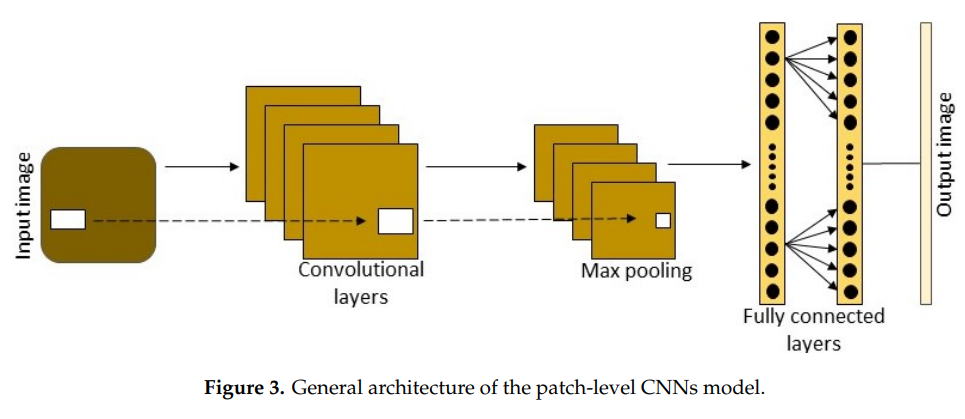 Input image
Convolutional
layers
Max pooling
Fully connected
layers
Output image
Figure 3. General architecture of the patch-level CNNs model.